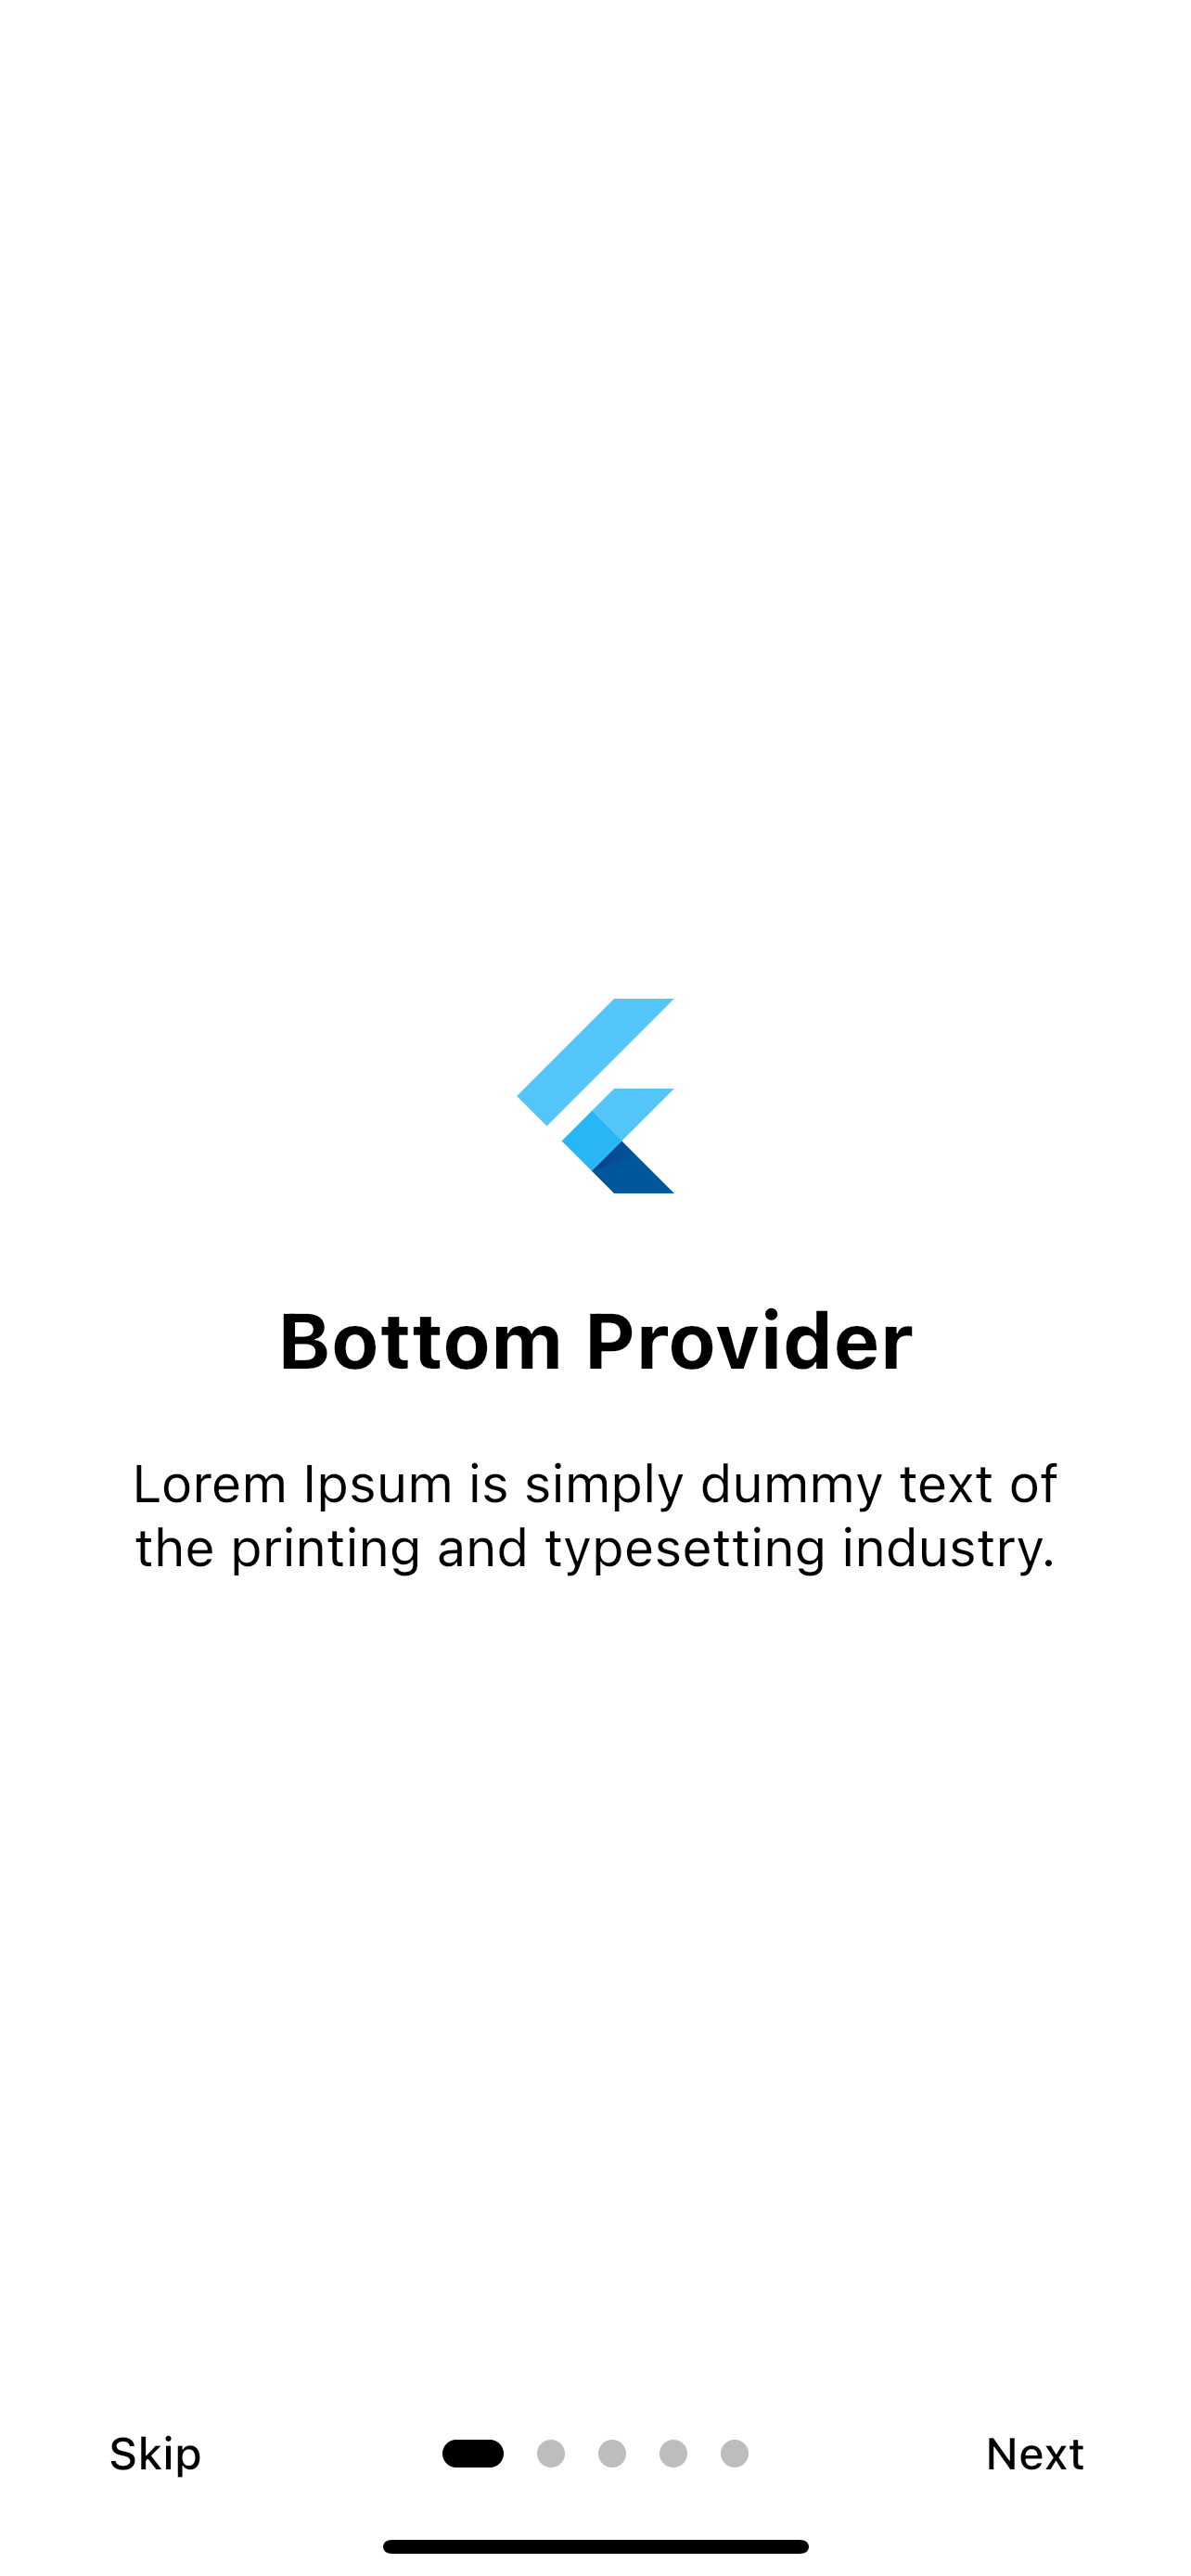 Bottom Provider
Lorem Ipsum is simply dummy text of
the printing and typesetting industry.
Skip
Next